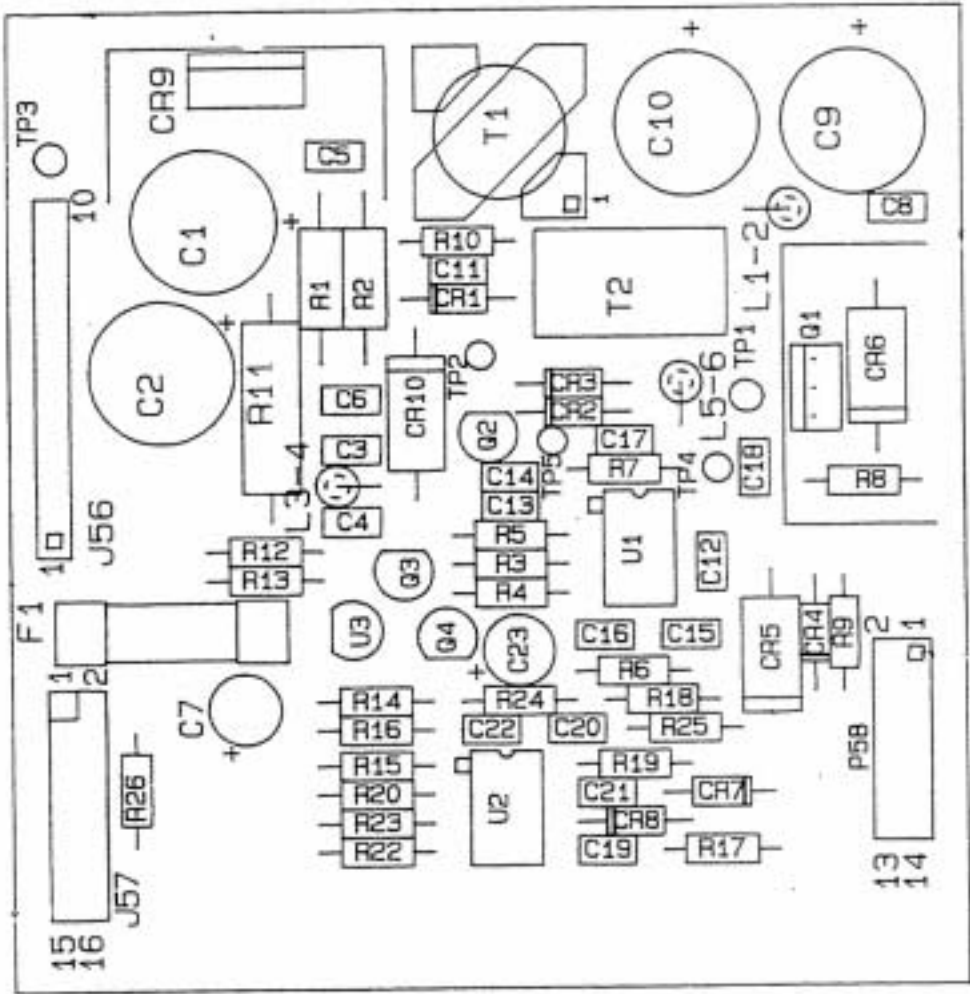 +
+
CR9
TP3
T1
C10
C9
10
1
C8
C1
+
R10
C11
CR1
R1
R2
T2
L1-2
Q1
CR6
+
C2
R11
C6
CR10
TP2
CR3
CR2
L5-6
TP1
C3
Q2
TP5
C17
R7
TP4
C18
R8
L3-4
C14
C13
C4
J56
1
R12
R13
R5
R3
R4
U1
C12
Q3
F1
U3
Q4
C23
+
C16
C15
CR5
CR4
R9
2
1
1
2
R6
R14
R24
R18
C7
+
R16
C22
C20
R25
P58
R15
R19
R26
R20
U2
C21
CR7
R23
CR8
R22
C19
R17
J57
13
14
15
16